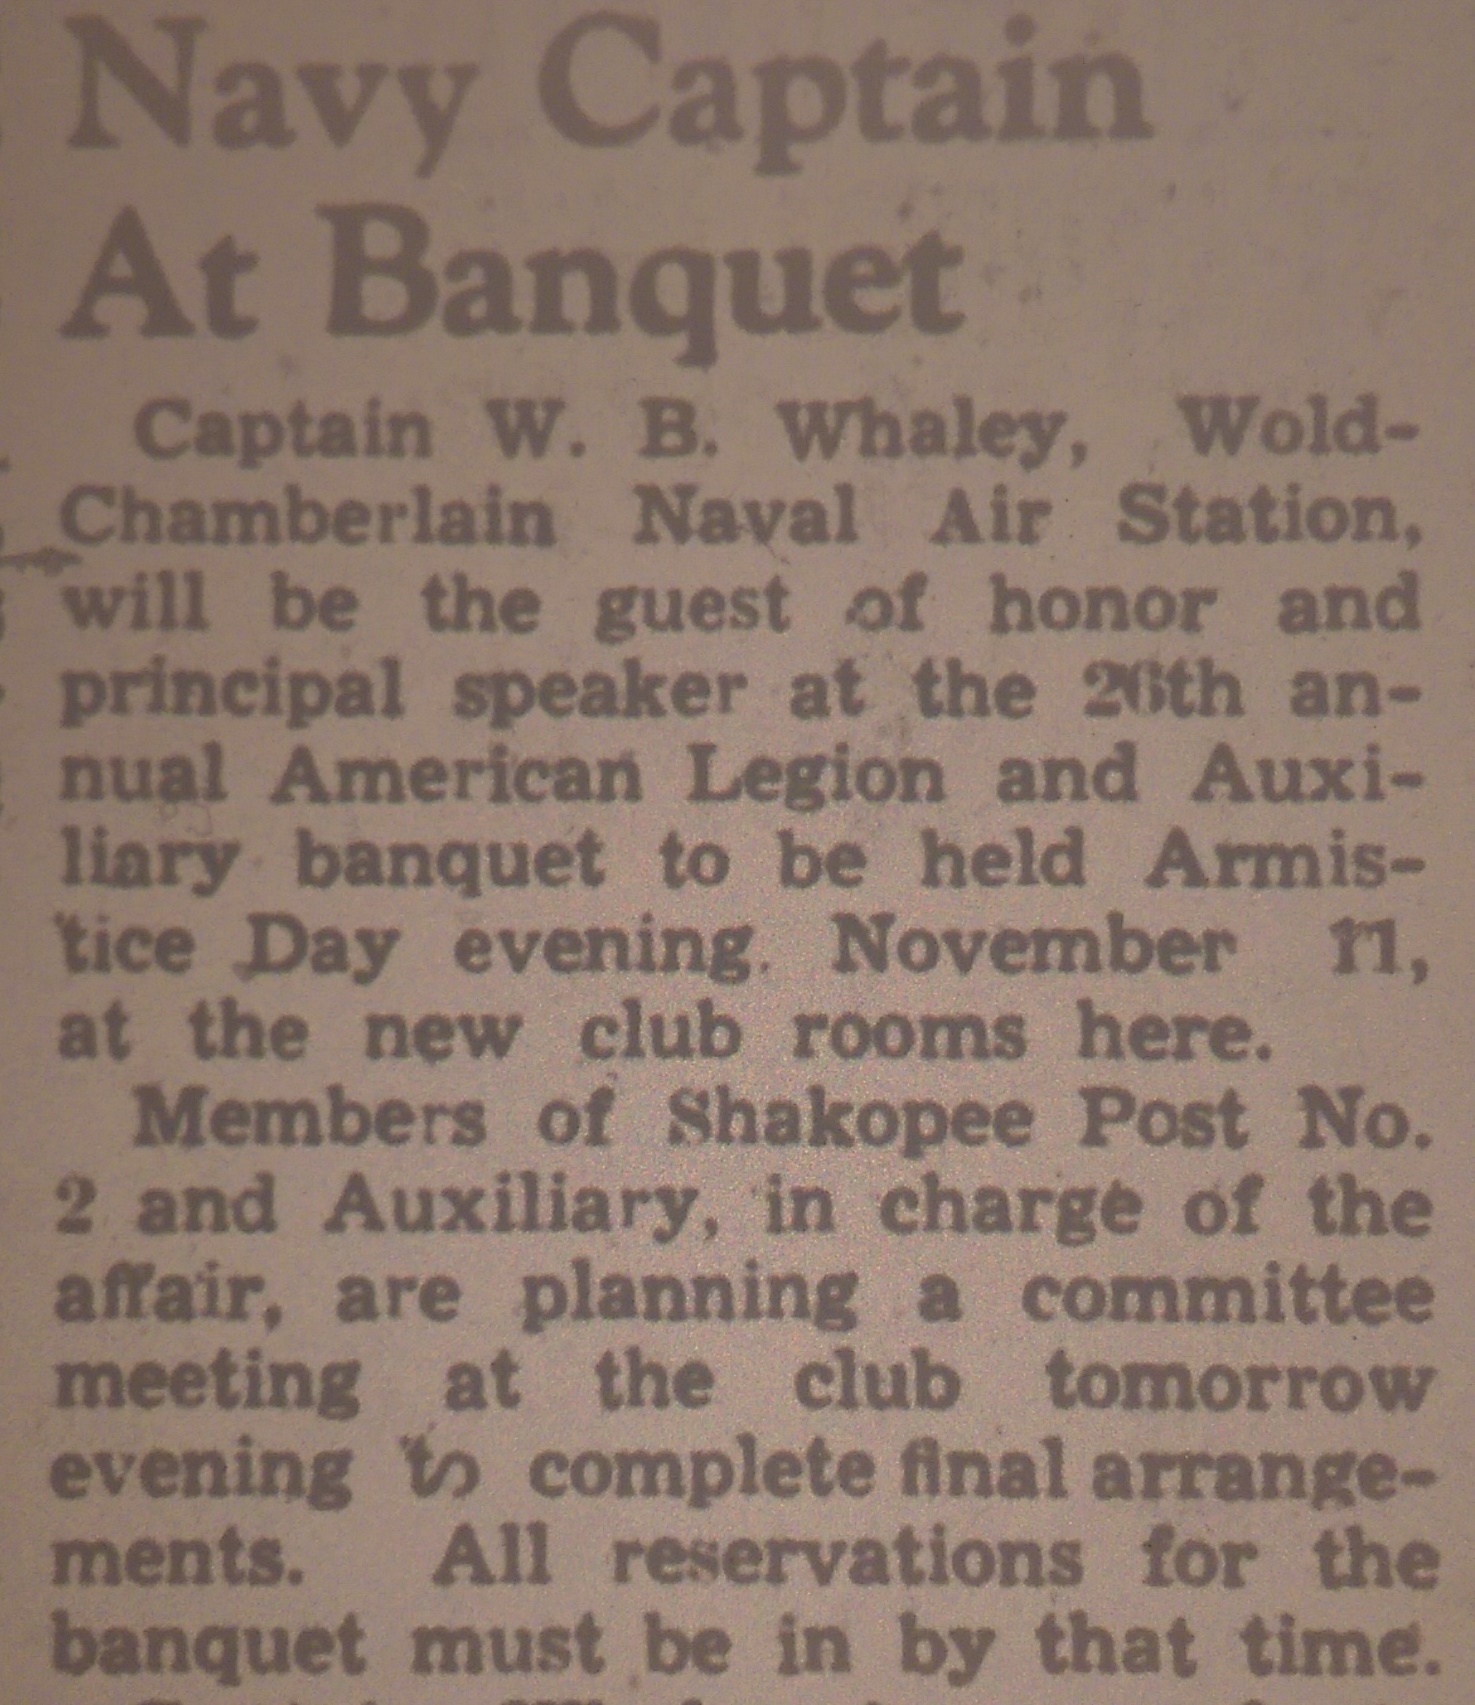 Navy Captain
At Banquet
Captain W. B. Whaley, Wold-
Chamberlain Naval Air Station,
will be the guest of honor and
principal speaker at the 26th an-
nual American Legion and Auxi-
liary banquet to be held Armis-
tice Day evening. November 11,
at the new club rooms here.
Members of Shakopee Post No.
2 and Auxiliary, in charge of the
affair, are planning a committee
meeting at the club tomorrow
evening to complete final arrange-
ments. All reservations for the
banquet must be in by that time.